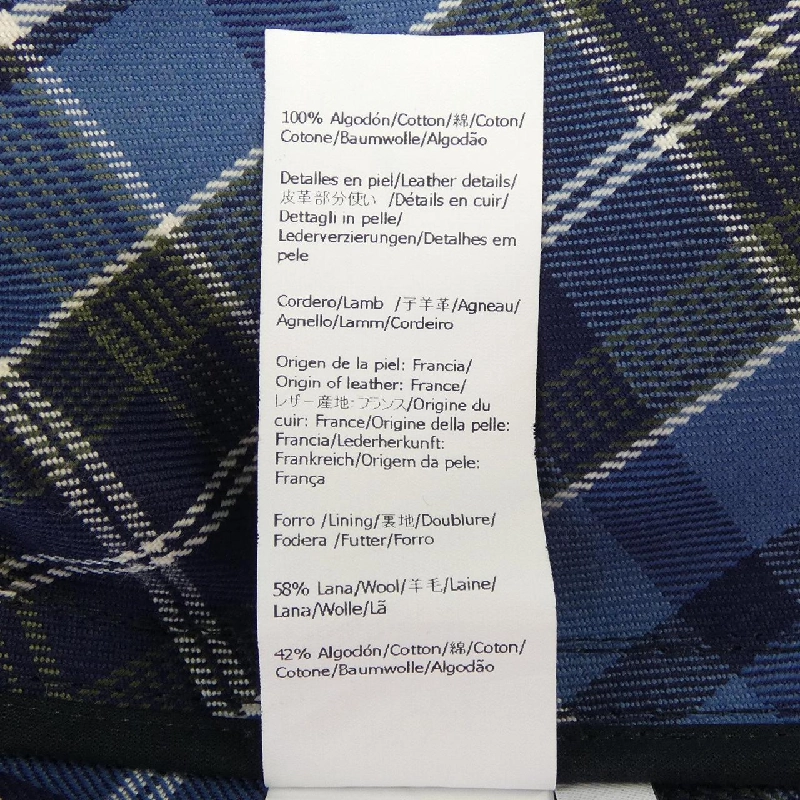 100% Algodón/Cotton/綿/Coton/
Cotone/Baumwolle/Algodão
Detalles en piel/Leather details/
皮革部分使い /Détails en cuir/
Dettagli in pelle/
Lederverzierungen/Detalhes em
pele
Cordero/Lamb /子羊革/Agneau/
Agnello/Lamm/Cordeiro
Origen de la piel: Francia/
Origin of leather: France/
レザー産地:フランス/Origine du
cuir: France/Origine della pelle:
Francia/Lederherkunft:
Frankreich/Origem da pele:
França
Forro /Lining/裏地/Doublure/
Fodera /Futter/Forro
58% Lana/Wool/羊毛/Laine/
Lana/Wolle/Lã
42% Algodón/Cotton/綿/Coton/
Cotone/Baumwolle/Algodão